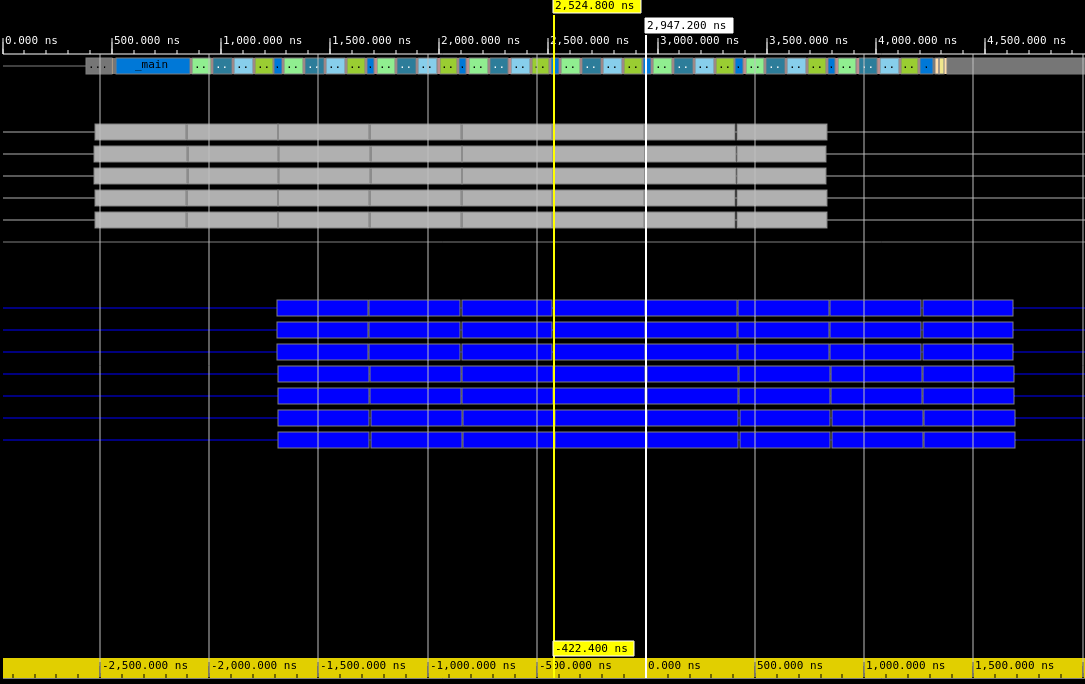 2,524.800 ns
2,947.200 ns
0.000 ns 500.000 ns 1,000.000 ns 1,500.000 ns 2,000.000 ns 2,500.000 ns 3,000.000 ns 3,500.000 ns 4,000.000 ns 4,500.000 ns
... _main .. .. .. .. . .. .. .. .. . .. .. .. .. . .. .. .. .. .. .. .. .. .. .. .. .. . .. .. .. .. . .. .. .. .. .
-422.400 ns
-2,500.000 ns -2,000.000 ns -1,500.000 ns -1,000.000 ns -500.000 ns 0.000 ns 500.000 ns 1,000.000 ns 1,500.000 ns